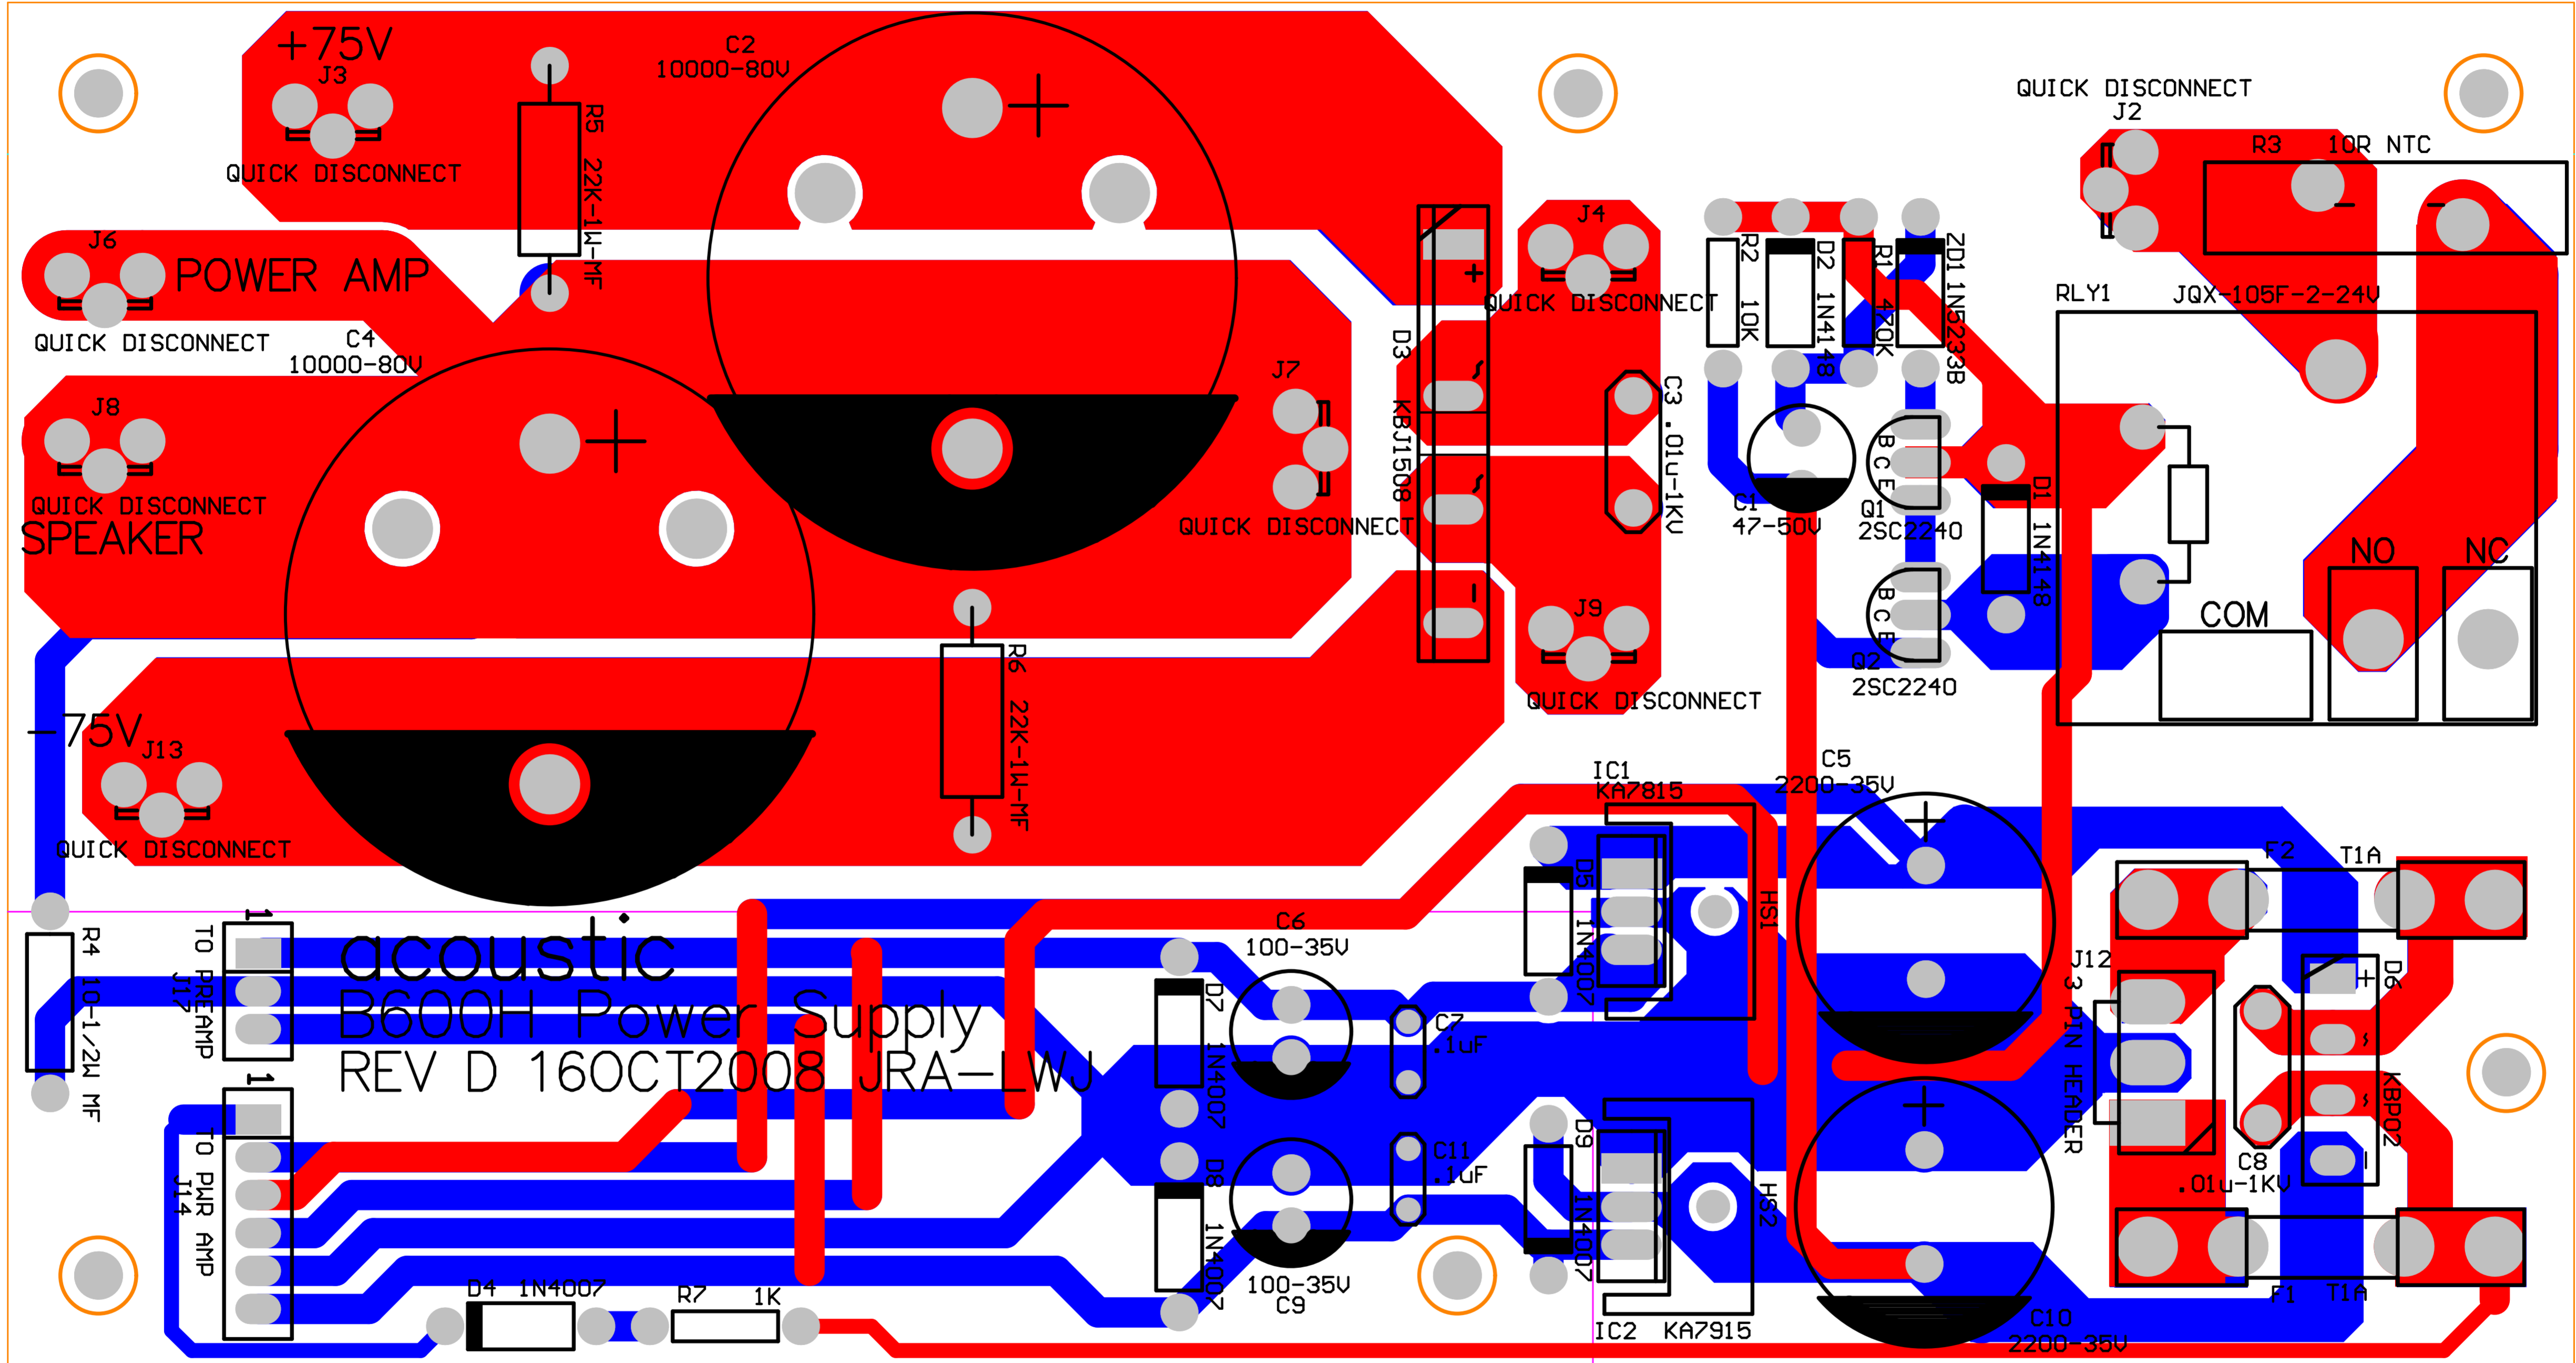 +75V
J3
QUICK DISCONNECT
C2
10000-80V
+
R5 22K-1W-MF
J6
POWER AMP
QUICK DISCONNECT
C4
10000-80V
+
J8
QUICK DISCONNECT
SPEAKER
J7
QUICK DISCONNECT
D3 KBJ1508
+
~
~
-
J4
QUICK DISCONNECT
C3 .01u-1KV
J9
QUICK DISCONNECT
R2 10K
D2 1N4148
R1 470K
ZD1 1N5233B
C1
47-50V
B C E
Q1
2SC2240
B C E
Q2
2SC2240
D1 1N4148
QUICK DISCONNECT
J2
R3 10R NTC
RLY1 JQX-105F-2-24V
NO
NC
COM
-75V
J13
QUICK DISCONNECT
R6 22K-1W-MF
IC1
KA7815
C5
2200-35V
+
D5 1N4007
HS1
F2 T1A
R4 10-1/2W MF
1
TO PREAMP
J17
acoustic
B600H Power Supply
REV D 16OCT2008 JRA-LWJ
1
TO PWR AMP
J14
D7 1N4007
C6
100-35V
C7
.1uF
C11
.1uF
D8 1N4007
100-35V
C9
D9 1N4007
HS2
IC2 KA7915
+
C10
2200-35V
J12
3 PIN HEADER
D6
+
~
~
-
KBP02
C8
.01u-1KV
F1 T1A
D4 1N4007
R7 1K